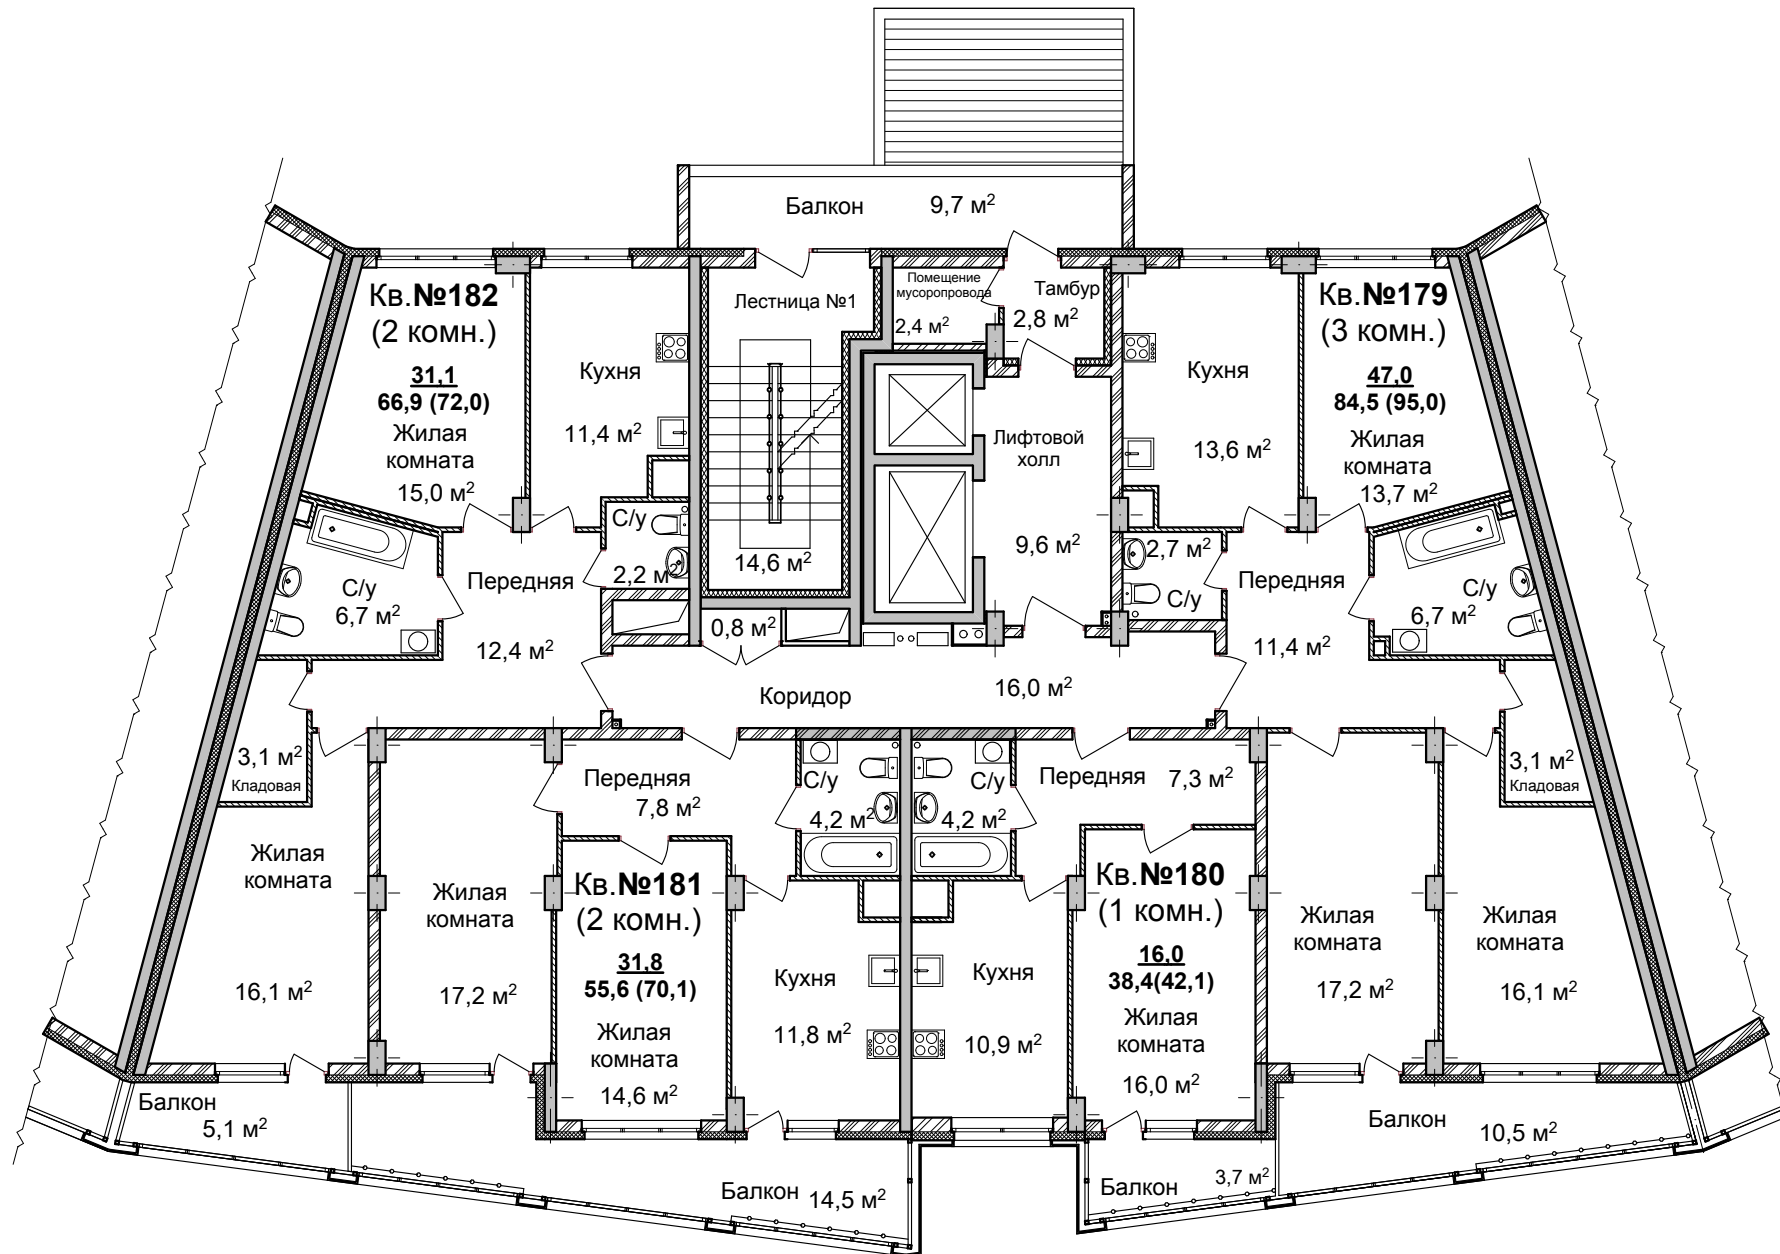 Балкон 9,7 м²
Кв.№182
(2 комн.)
31,1
66,9 (72,0)
Жилая
комната
15,0 м²
Кухня
11,4 м²
Лестница №1
14,6 м²
Помещение
мусоропровода
2,4 м²
Тамбур
2,8 м²
Лифтовой
холл
9,6 м²
Кухня
13,6 м²
Кв.№179
(3 комн.)
47,0
84,5 (95,0)
Жилая
комната
13,7 м²
С/у
6,7 м²
Передняя
12,4 м²
С/у
2,2 м²
0,8 м²
Коридор
16,0 м²
2,7 м²
С/у
Передняя
11,4 м²
С/у
6,7 м²
3,1 м²
Кладовая
Передняя
7,8 м²
С/у
4,2 м²
С/у
4,2 м²
Передняя
7,3 м²
3,1 м²
Кладовая
Жилая
комната
16,1 м²
Жилая
комната
17,2 м²
Кв.№181
(2 комн.)
31,8
55,6 (70,1)
Жилая
комната
14,6 м²
Кухня
11,8 м²
Кухня
10,9 м²
Кв.№180
(1 комн.)
16,0
38,4(42,1)
Жилая
комната
16,0 м²
Жилая
комната
17,2 м²
Жилая
комната
16,1 м²
Балкон
5,1 м²
Балкон 14,5 м²
Балкон 3,7 м²
Балкон
10,5 м²